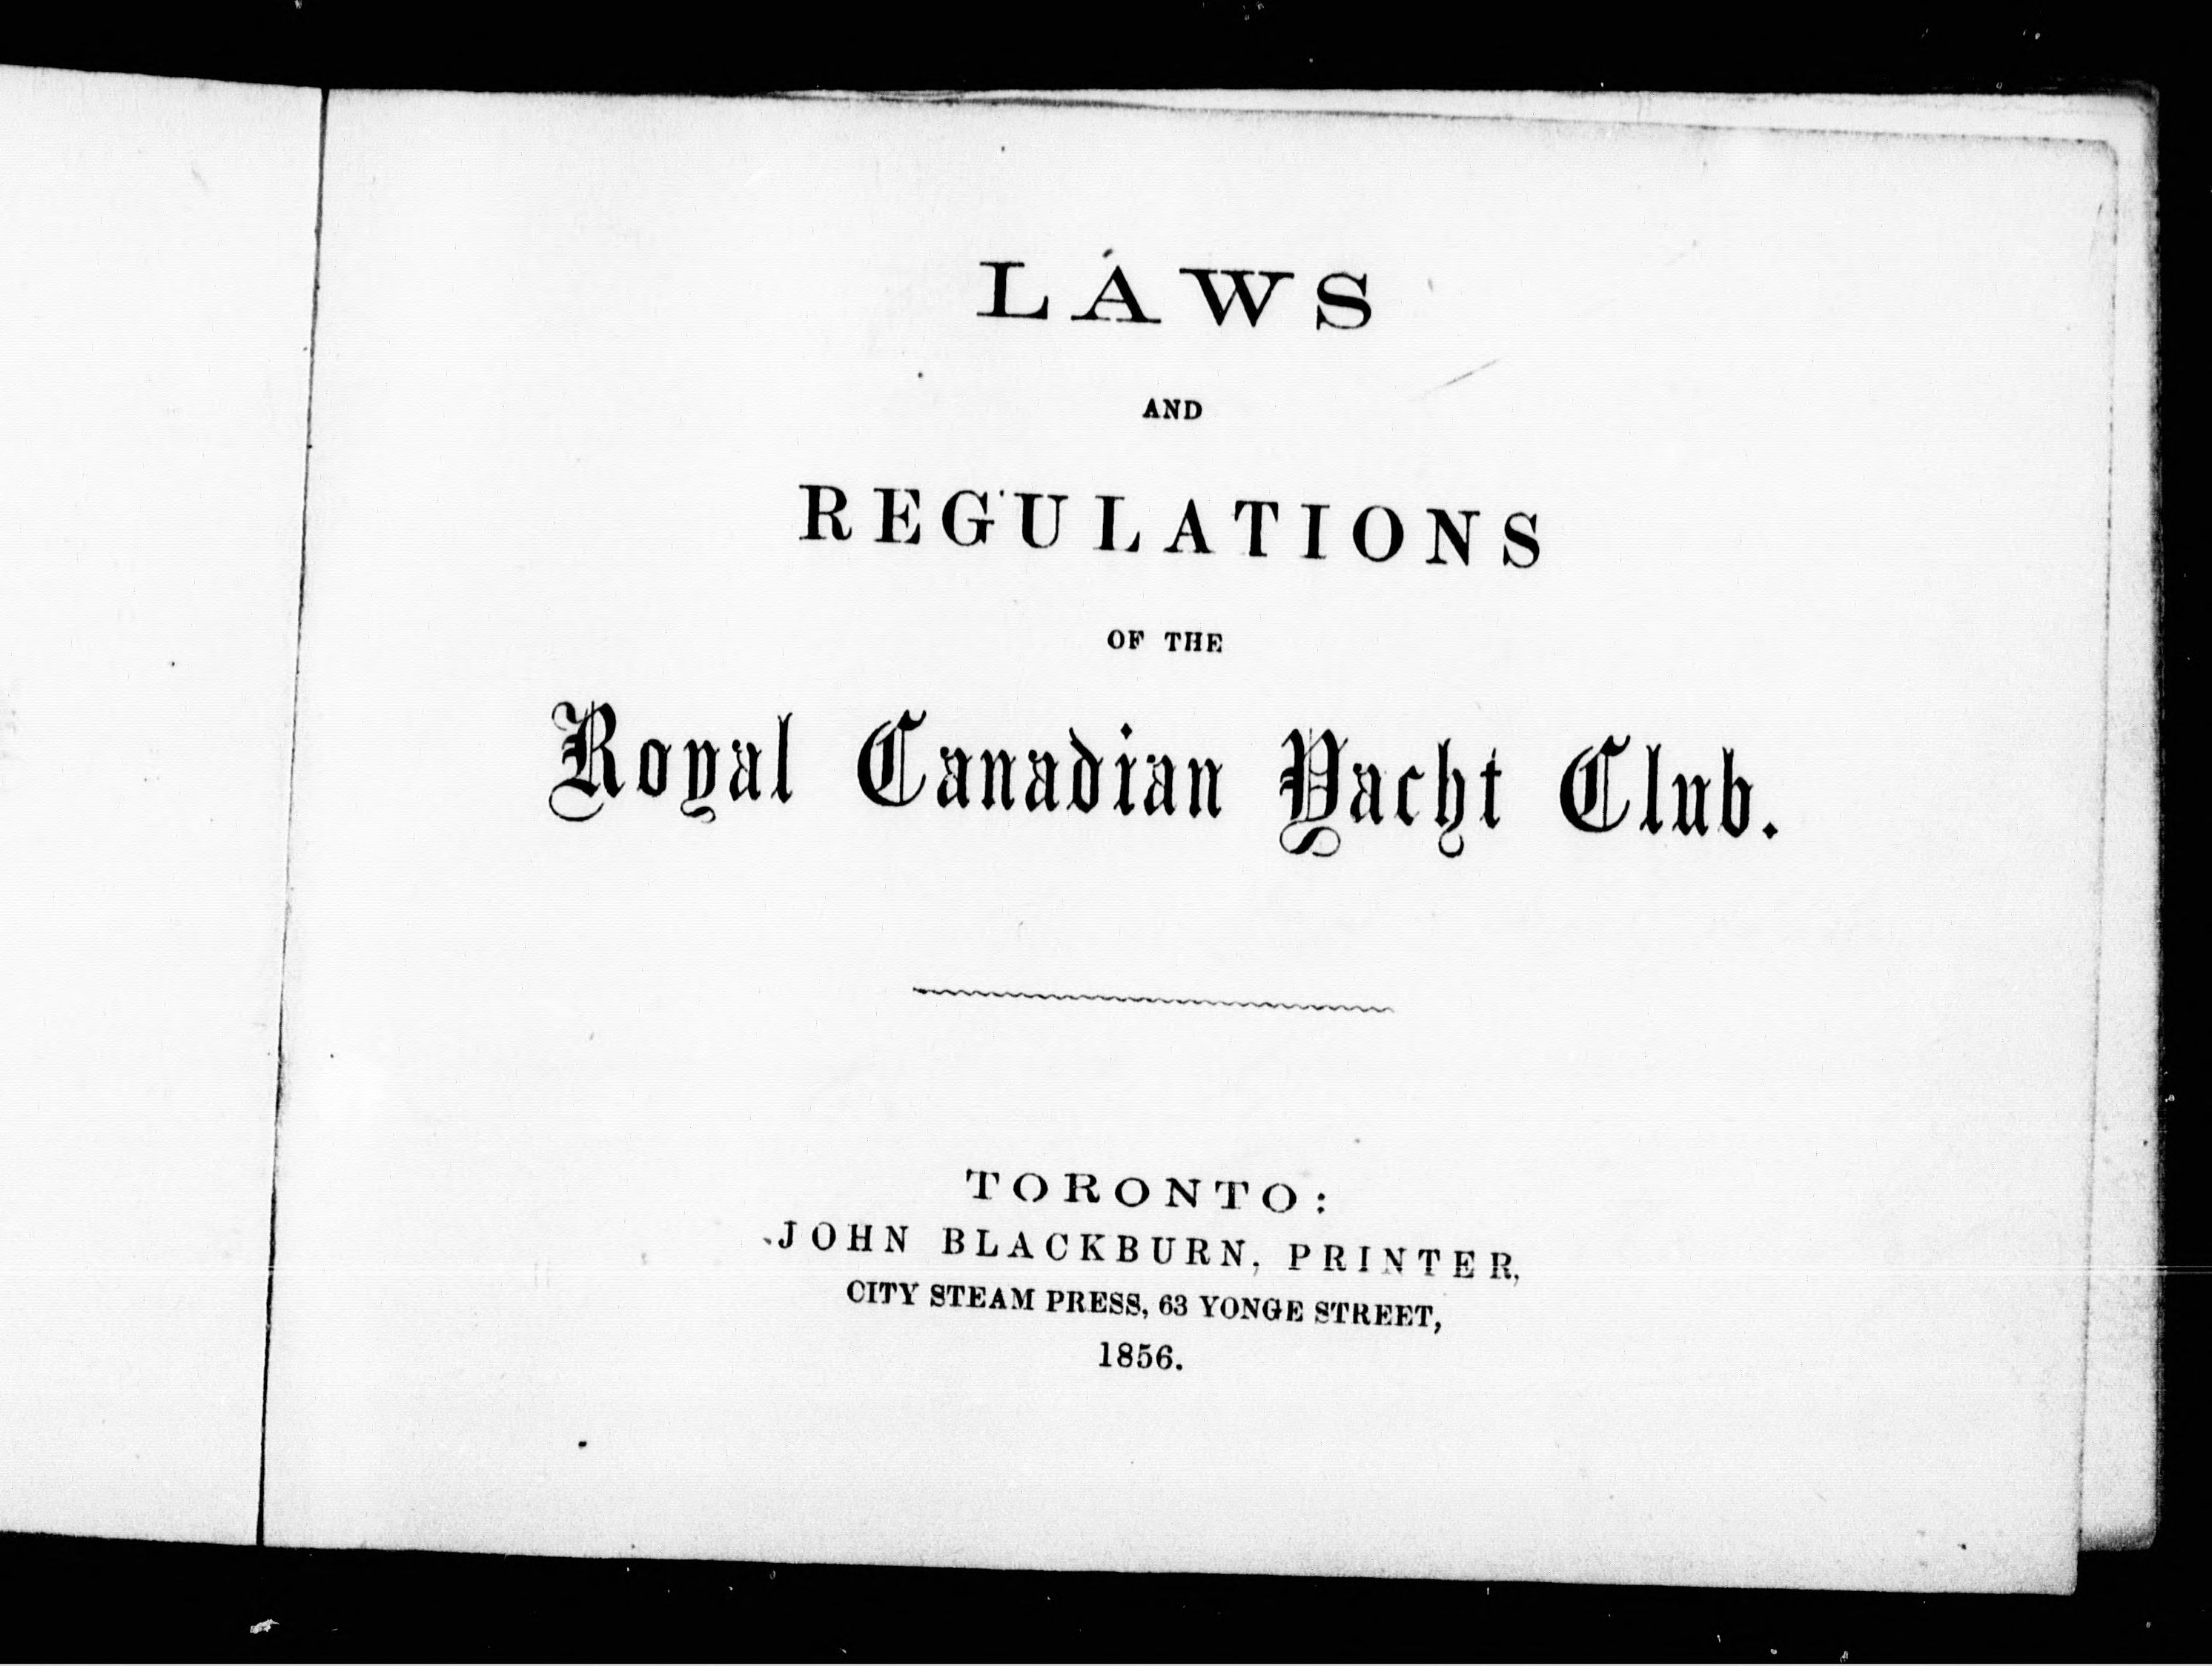 LAWS
AND
REGULATIONS
OF THE
Royal Canadian Yacht Club.
TORONTO:
JOHN BLACKBURN, PRINTER,
CITY STEAM PRESS, 63 YONGE STREET,
1856.